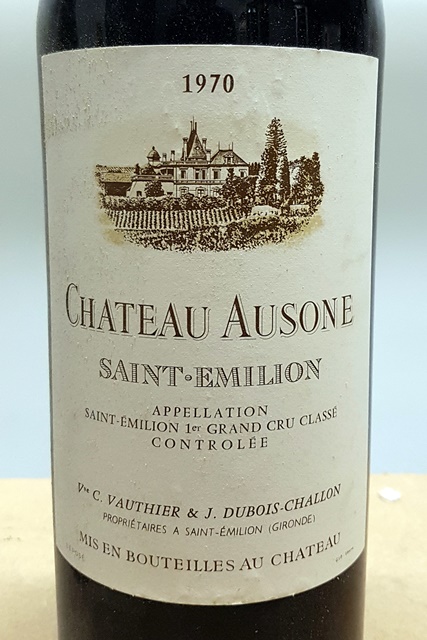 1970
CHATEAU AUSONE
SAINT-EMILION
APPELLATION
SAINT-ÉMILION 1er GRAND CRU CLASSÉ
CONTROLÉE
Vve C. VAUTHIER & J. DUBOIS-CHALLON
PROPRIÉTAIRES A SAINT-ÉMILION (GIRONDE)
MIS EN BOUTEILLES AU CHATEAU